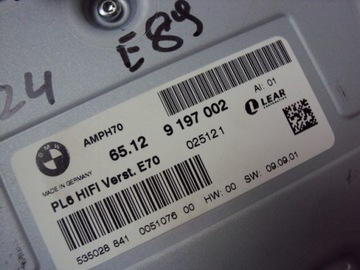 E89
24
BMW
AMPH70
AI: 01
65.12 9 197 002
LEAR
MADE IN GERMANY
025121
PL6 HIFI Verst. E70
535028 841 0051076 00 HW: 00 SW: 09.09.01